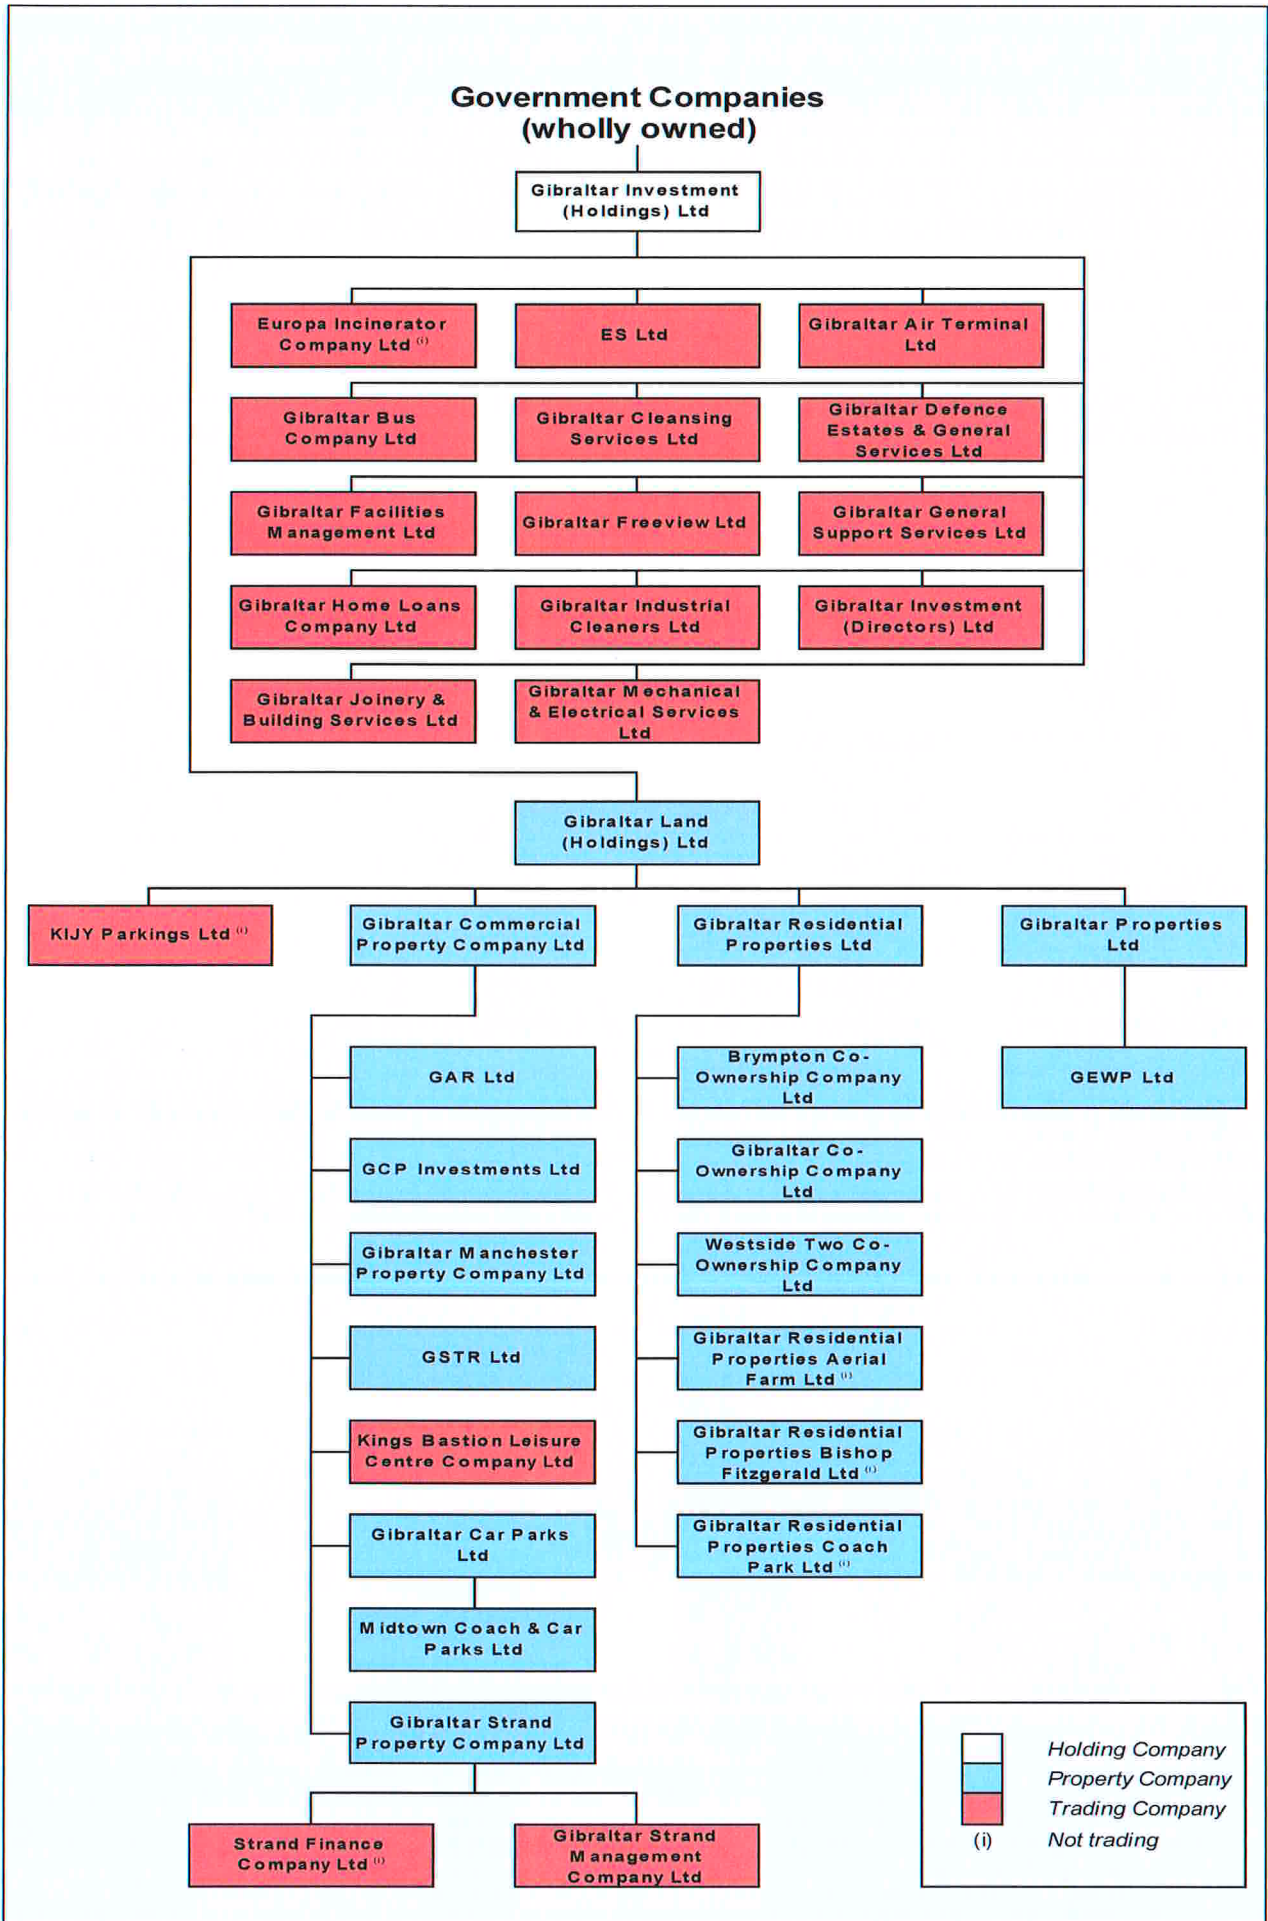 Government Companies
(wholly owned)
Gibraltar Investment
(Holdings) Ltd
Europa Incinerator
Company Ltd (i)
ES Ltd
Gibraltar Air Terminal
Ltd
Gibraltar Bus
Company Ltd
Gibraltar Cleansing
Services Ltd
Gibraltar Defence
Estates & General
Services Ltd
Gibraltar Facilities
Management Ltd
Gibraltar Freeview Ltd
Gibraltar General
Support Services Ltd
Gibraltar Home Loans
Company Ltd
Gibraltar Industrial
Cleaners Ltd
Gibraltar Investment
(Directors) Ltd
Gibraltar Joinery &
Building Services Ltd
Gibraltar Mechanical
& Electrical Services
Ltd
Gibraltar Land
(Holdings) Ltd
KIJY Parkings Ltd (i)
Gibraltar Commercial
Property Company Ltd
Gibraltar Residential
Properties Ltd
Gibraltar Properties
Ltd
GAR Ltd
GCP Investments Ltd
Gibraltar Manchester
Property Company Ltd
GSTR Ltd
Kings Bastion Leisure
Centre Company Ltd
Gibraltar Car Parks
Ltd
Midtown Coach & Car
Parks Ltd
Gibraltar Strand
Property Company Ltd
Strand Finance
Company Ltd (i)
Gibraltar Strand
Management
Company Ltd
Brympton Co-
Ownership Company
Ltd
Gibraltar Co-
Ownership Company
Ltd
Westside Two Co-
Ownership Company
Ltd
Gibraltar Residential
Properties Aerial
Farm Ltd (i)
Gibraltar Residential
Properties Bishop
Fitzgerald Ltd (i)
Gibraltar Residential
Properties Coach
Park Ltd (i)
GEWP Ltd
Holding Company
Property Company
Trading Company
(i) Not trading